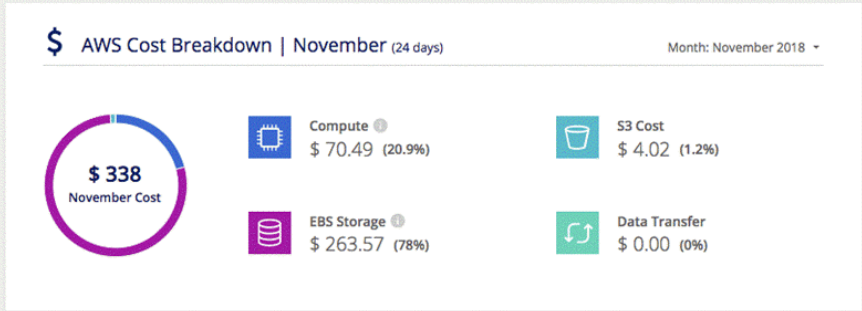 $ AWS Cost Breakdown | November (24 days)
Month: November 2018
$ 338
November Cost
Compute
$ 70.49 (20.9%)
S3 Cost
$ 4.02 (1.2%)
EBS Storage
$ 263.57 (78%)
Data Transfer
$ 0.00 (0%)